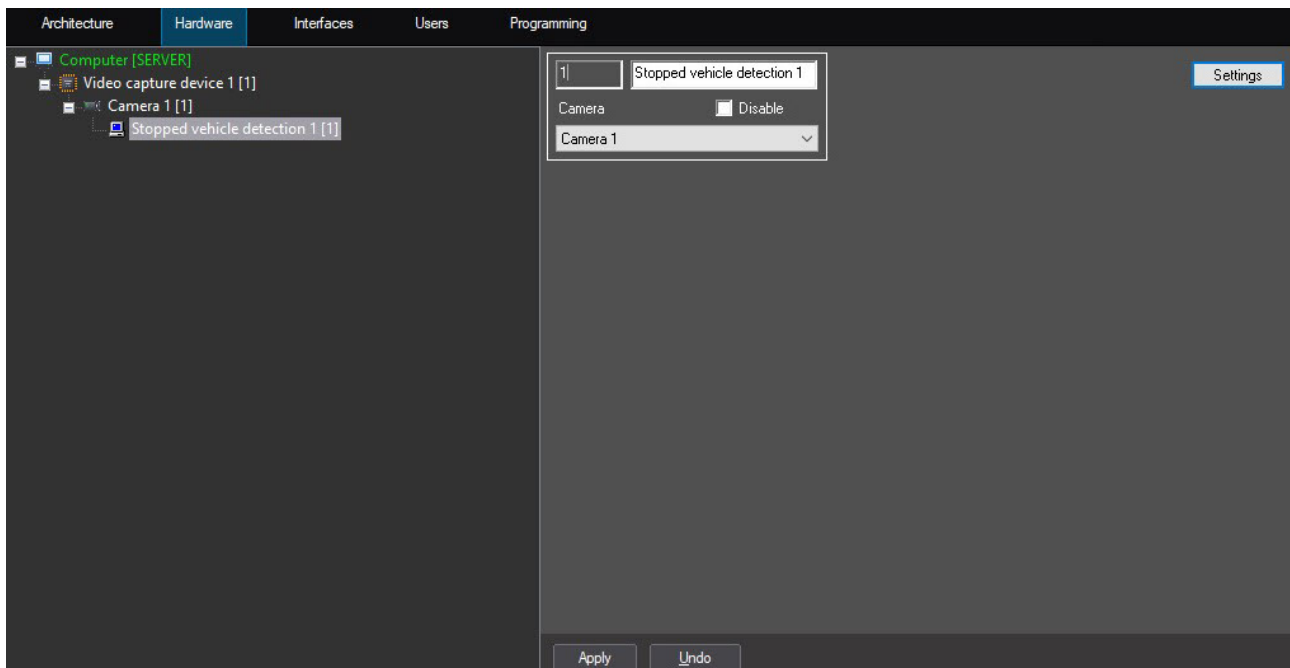 Architecture Hardware Interfaces Users Programming
Computer [SERVER]
Video capture device 1 [1]
Camera 1 [1]
Stopped vehicle detection 1 [1]
1 Stopped vehicle detection 1
Camera Disable
Camera 1
Settings
Apply Undo